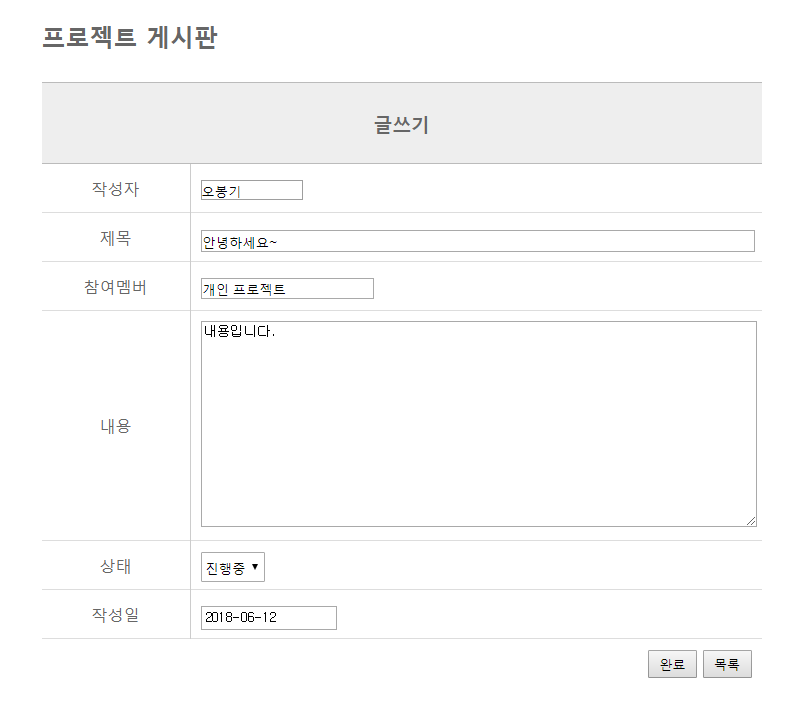 프로젝트 게시판
글쓰기
작성자 오봉기
제목 안녕하세요~
참여멤버 개인 프로젝트
내용 내용입니다.
상태 진행중
작성일 2018-06-12
완료 목록